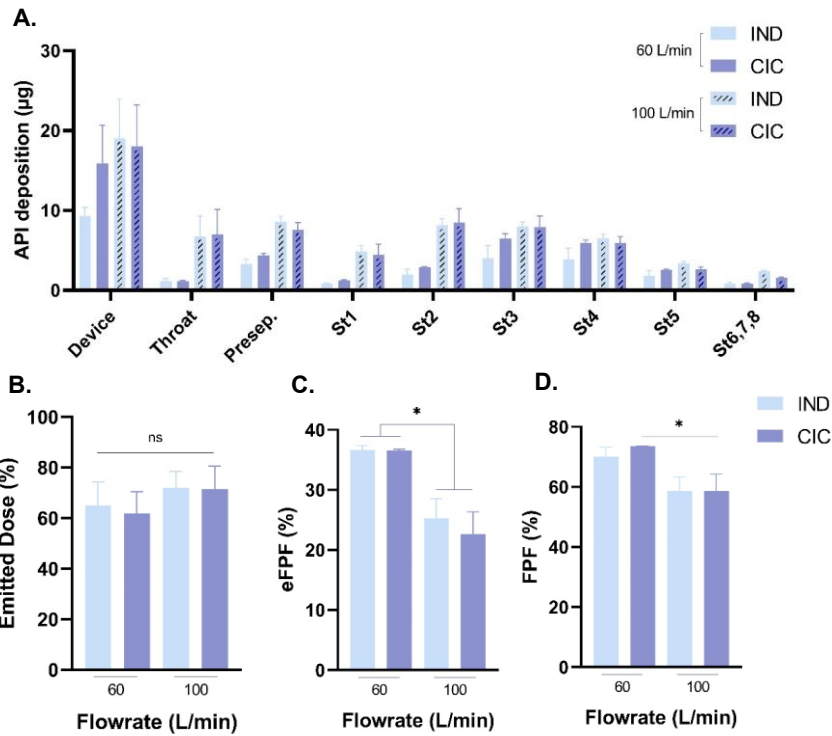 A.
API deposition (µg)
30
20
10
0
Device
Throat
Presep.
St1
St2
St3
St4
St5
St6,7,8
60 L/min
IND
CIC
100 L/min
IND
CIC
B.
Emitted Dose (%)
100
80
60
40
20
0
ns
60
100
Flowrate (L/min)
C.
eFPF (%)
40
30
20
10
0
*
60
100
Flowrate (L/min)
D.
FPF (%)
80
60
40
20
0
*
60
100
Flowrate (L/min)
IND
CIC